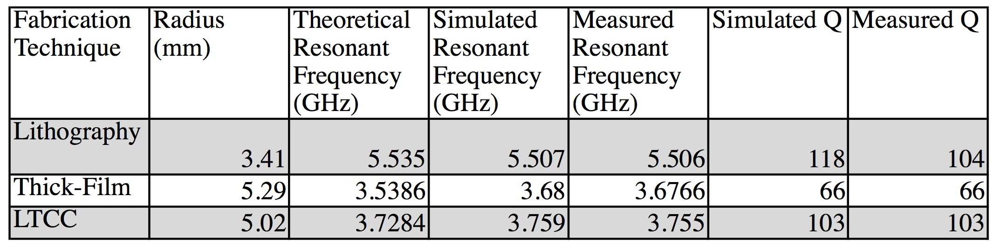 Fabrication Technique | Radius (mm) | Theoretical Resonant Frequency (GHz) | Simulated Resonant Frequency (GHz) | Measured Resonant Frequency (GHz) | Simulated Q | Measured Q
Lithography | 3.41 | 5.535 | 5.507 | 5.506 | 118 | 104
Thick-Film | 5.29 | 3.5386 | 3.68 | 3.6766 | 66 | 66
LTCC | 5.02 | 3.7284 | 3.759 | 3.755 | 103 | 103